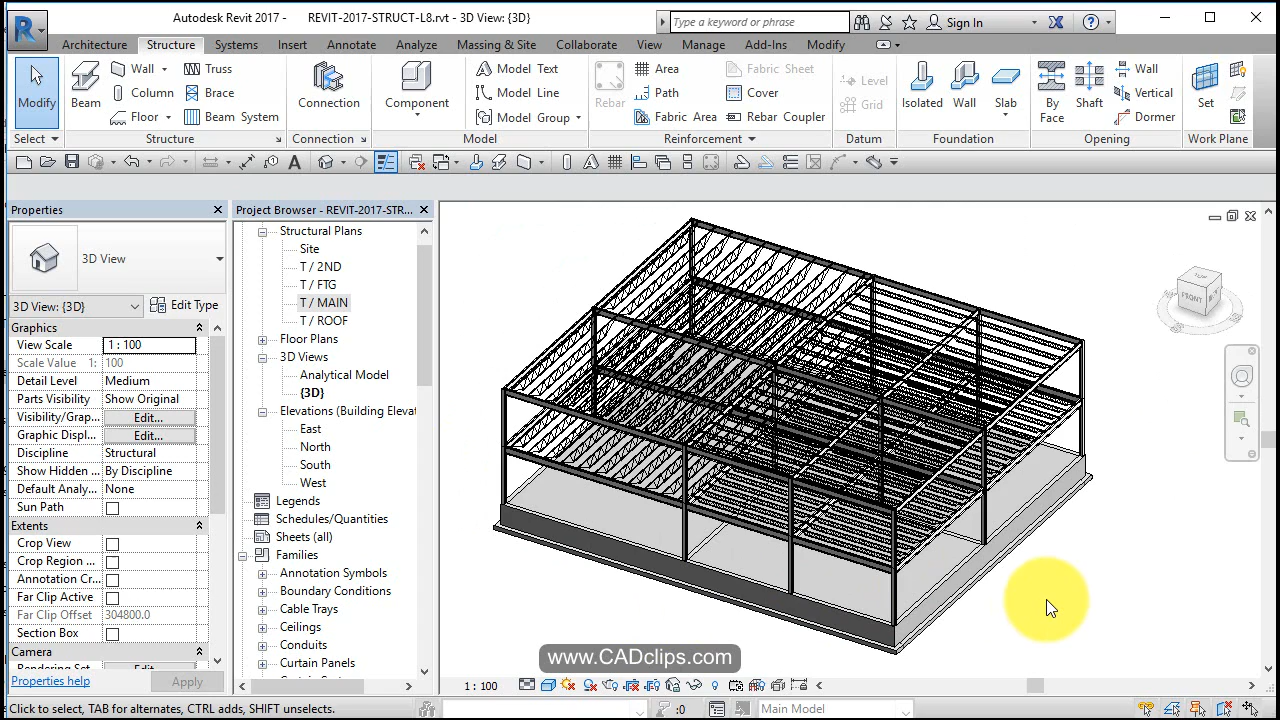 Autodesk Revit 2017 - REVIT-2017-STRUCT-L8.rvt - 3D View: {3D}
Type a keyword or phrase
Sign In
Architecture Structure Systems Insert Annotate Analyze Massing & Site Collaborate View Manage Add-Ins Modify
Modify
Select
Beam
Wall
Column
Floor
Truss
Brace
Beam System
Structure
Connection
Connection
Component
Model Text
Model Line
Model Group
Model
Rebar
Area
Path
Fabric Area
Fabric Sheet
Cover
Rebar Coupler
Reinforcement
Level
Grid
Datum
Isolated
Wall
Slab
Foundation
By
Face
Shaft
Wall
Vertical
Dormer
Opening
Set
Work Plane
Properties
3D View
3D View: {3D}
Edit Type
Graphics
View Scale 1 : 100
Scale Value 1: 100
Detail Level Medium
Parts Visibility Show Original
Visibility/Grap... Edit...
Graphic Displ... Edit...
Discipline Structural
Show Hidden ... By Discipline
Default Analy... None
Sun Path
Extents
Crop View
Crop Region ...
Annotation Cr...
Far Clip Active
Far Clip Offset 304800.0
Section Box
Camera
Rendering Set... Edit...
Properties help
Apply
Project Browser - REVIT-2017-STR...
Structural Plans
Site
T / 2ND
T / FTG
T / MAIN
T / ROOF
Floor Plans
3D Views
Analytical Model
{3D}
Elevations (Building Elevat
East
North
South
West
Legends
Schedules/Quantities
Sheets (all)
Families
Annotation Symbols
Boundary Conditions
Cable Trays
Ceilings
Conduits
Curtain Panels
FRONT
www.CADclips.com
1 : 100
Click to select, TAB for alternates, CTRL adds, SHIFT unselects.
:0
Main Model